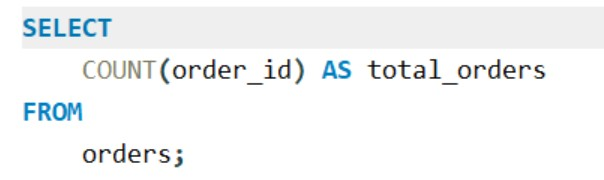 SELECT
    COUNT(order_id) AS total_orders
FROM
    orders;